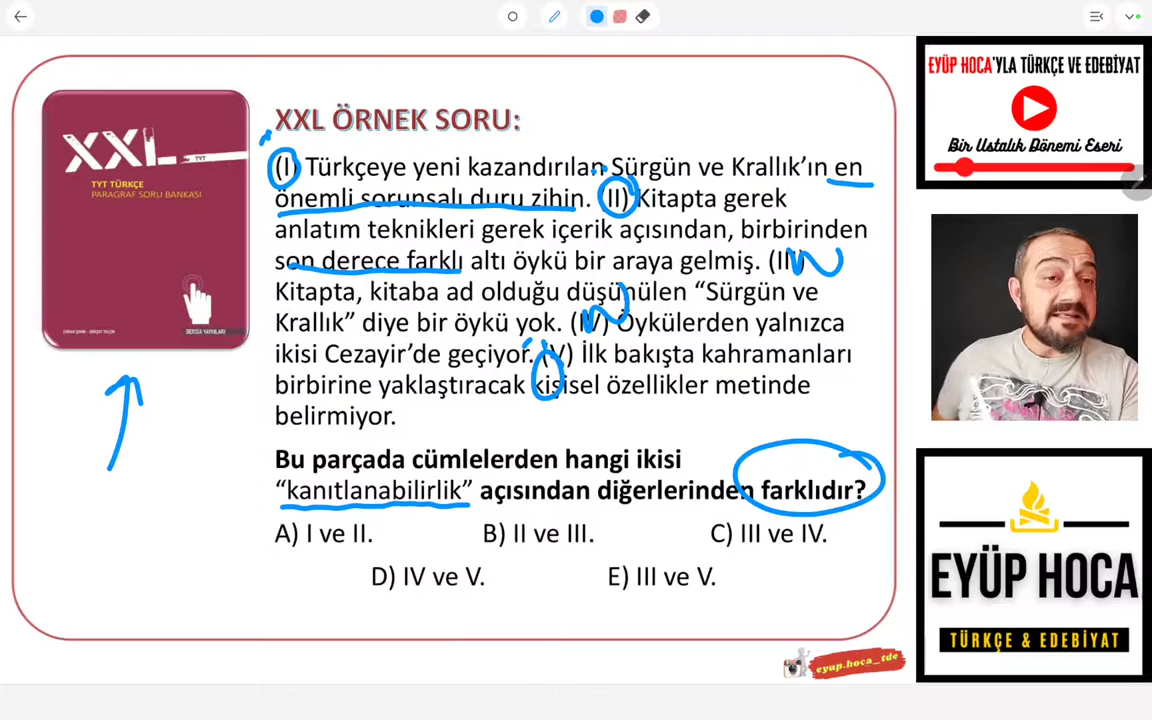 XXL
TYT
TYT TÜRKÇE
PARAGRAF SORU BANKASI
XXL ÖRNEK SORU:
(I) Türkçeye yeni kazandırılan Sürgün ve Krallık’ın en
önemli sorunsalı duru zihin. (II) Kitapta gerek
anlatım teknikleri gerek içerik açısından, birbirinden
son derece farklı altı öykü bir araya gelmiş. (III)
Kitapta, kitaba ad olduğu düşünülen “Sürgün ve
Krallık” diye bir öykü yok. (IV) Öykülerden yalnızca
ikisi Cezayir’de geçiyor. (V) İlk bakışta kahramanları
birbirine yaklaştıracak kişisel özellikler metinde
belirmiyor.
Bu parçada cümlelerden hangi ikisi
“kanıtlanabilirlik” açısından diğerlerinden farklıdır?
A) I ve II. B) II ve III. C) III ve IV.
D) IV ve V. E) III ve V.
EYÜP HOCA'YLA TÜRKÇE VE EDEBİYAT
Bir Ustalık Dönemi Eseri
EYÜP HOCA
TÜRKÇE & EDEBİYAT
eyup.hoca_tde